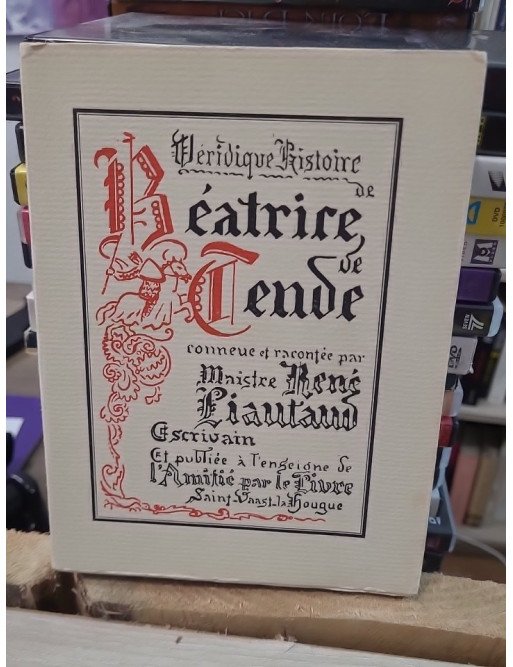 Véridique Histoire
de
Béatrice
de
Tende
conneue et racontée par
Maistre René
Liautaud
Escrivain
Et publiée à l'enseigne de
l'Amitié par le Livre
Saint-Vaast-la-Hougue
DVD